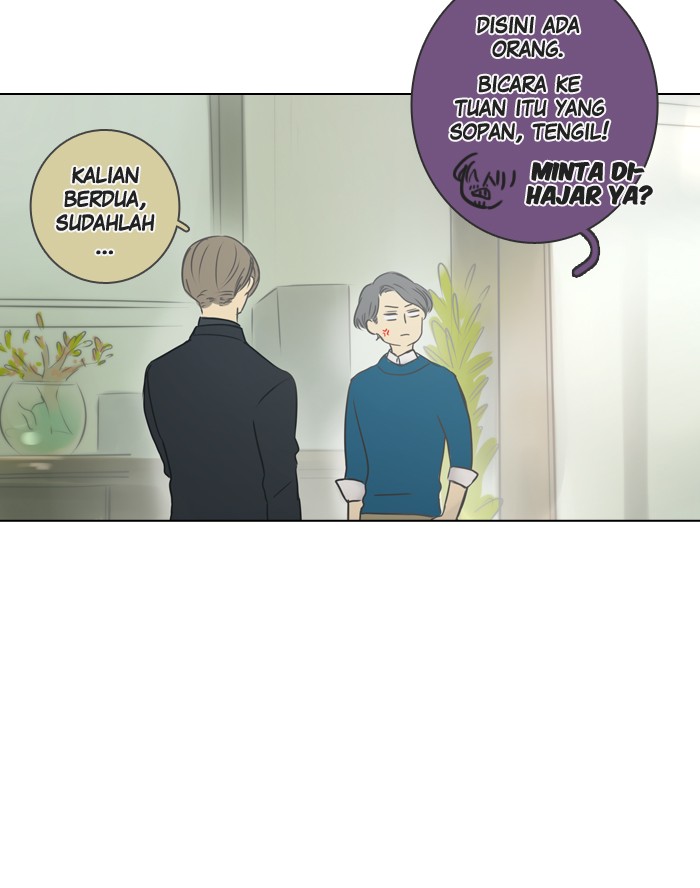 DISINI ADA
ORANG.
BICARA KE
TUAN ITU YANG
SOPAN, TENGIL!
MINTA DI-
HAJAR YA?
KALIAN
BERDUA,
SUDAHLAH
...